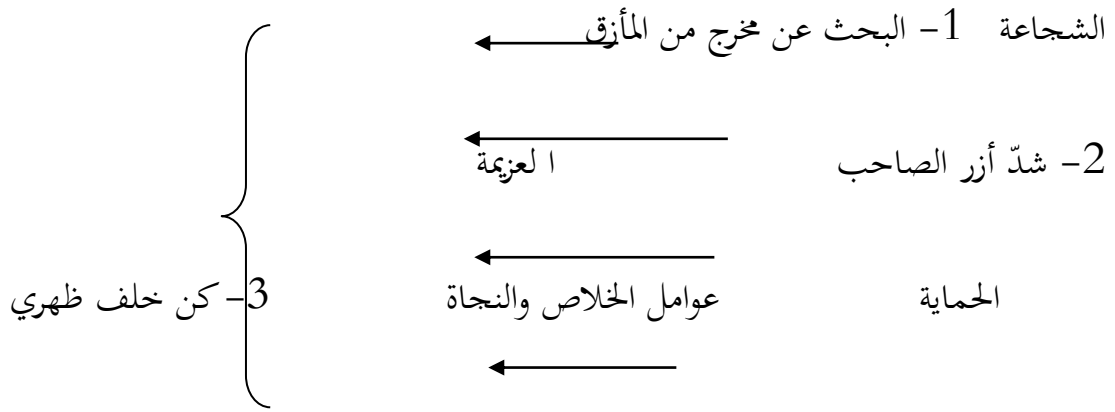 الشجاعة 1- البحث عن مخرج من المأزق
2- شدّ أزر الصاحب ا لعزيمة
الحماية عوامل الخلاص والنجاة 3- كن خلف ظهري